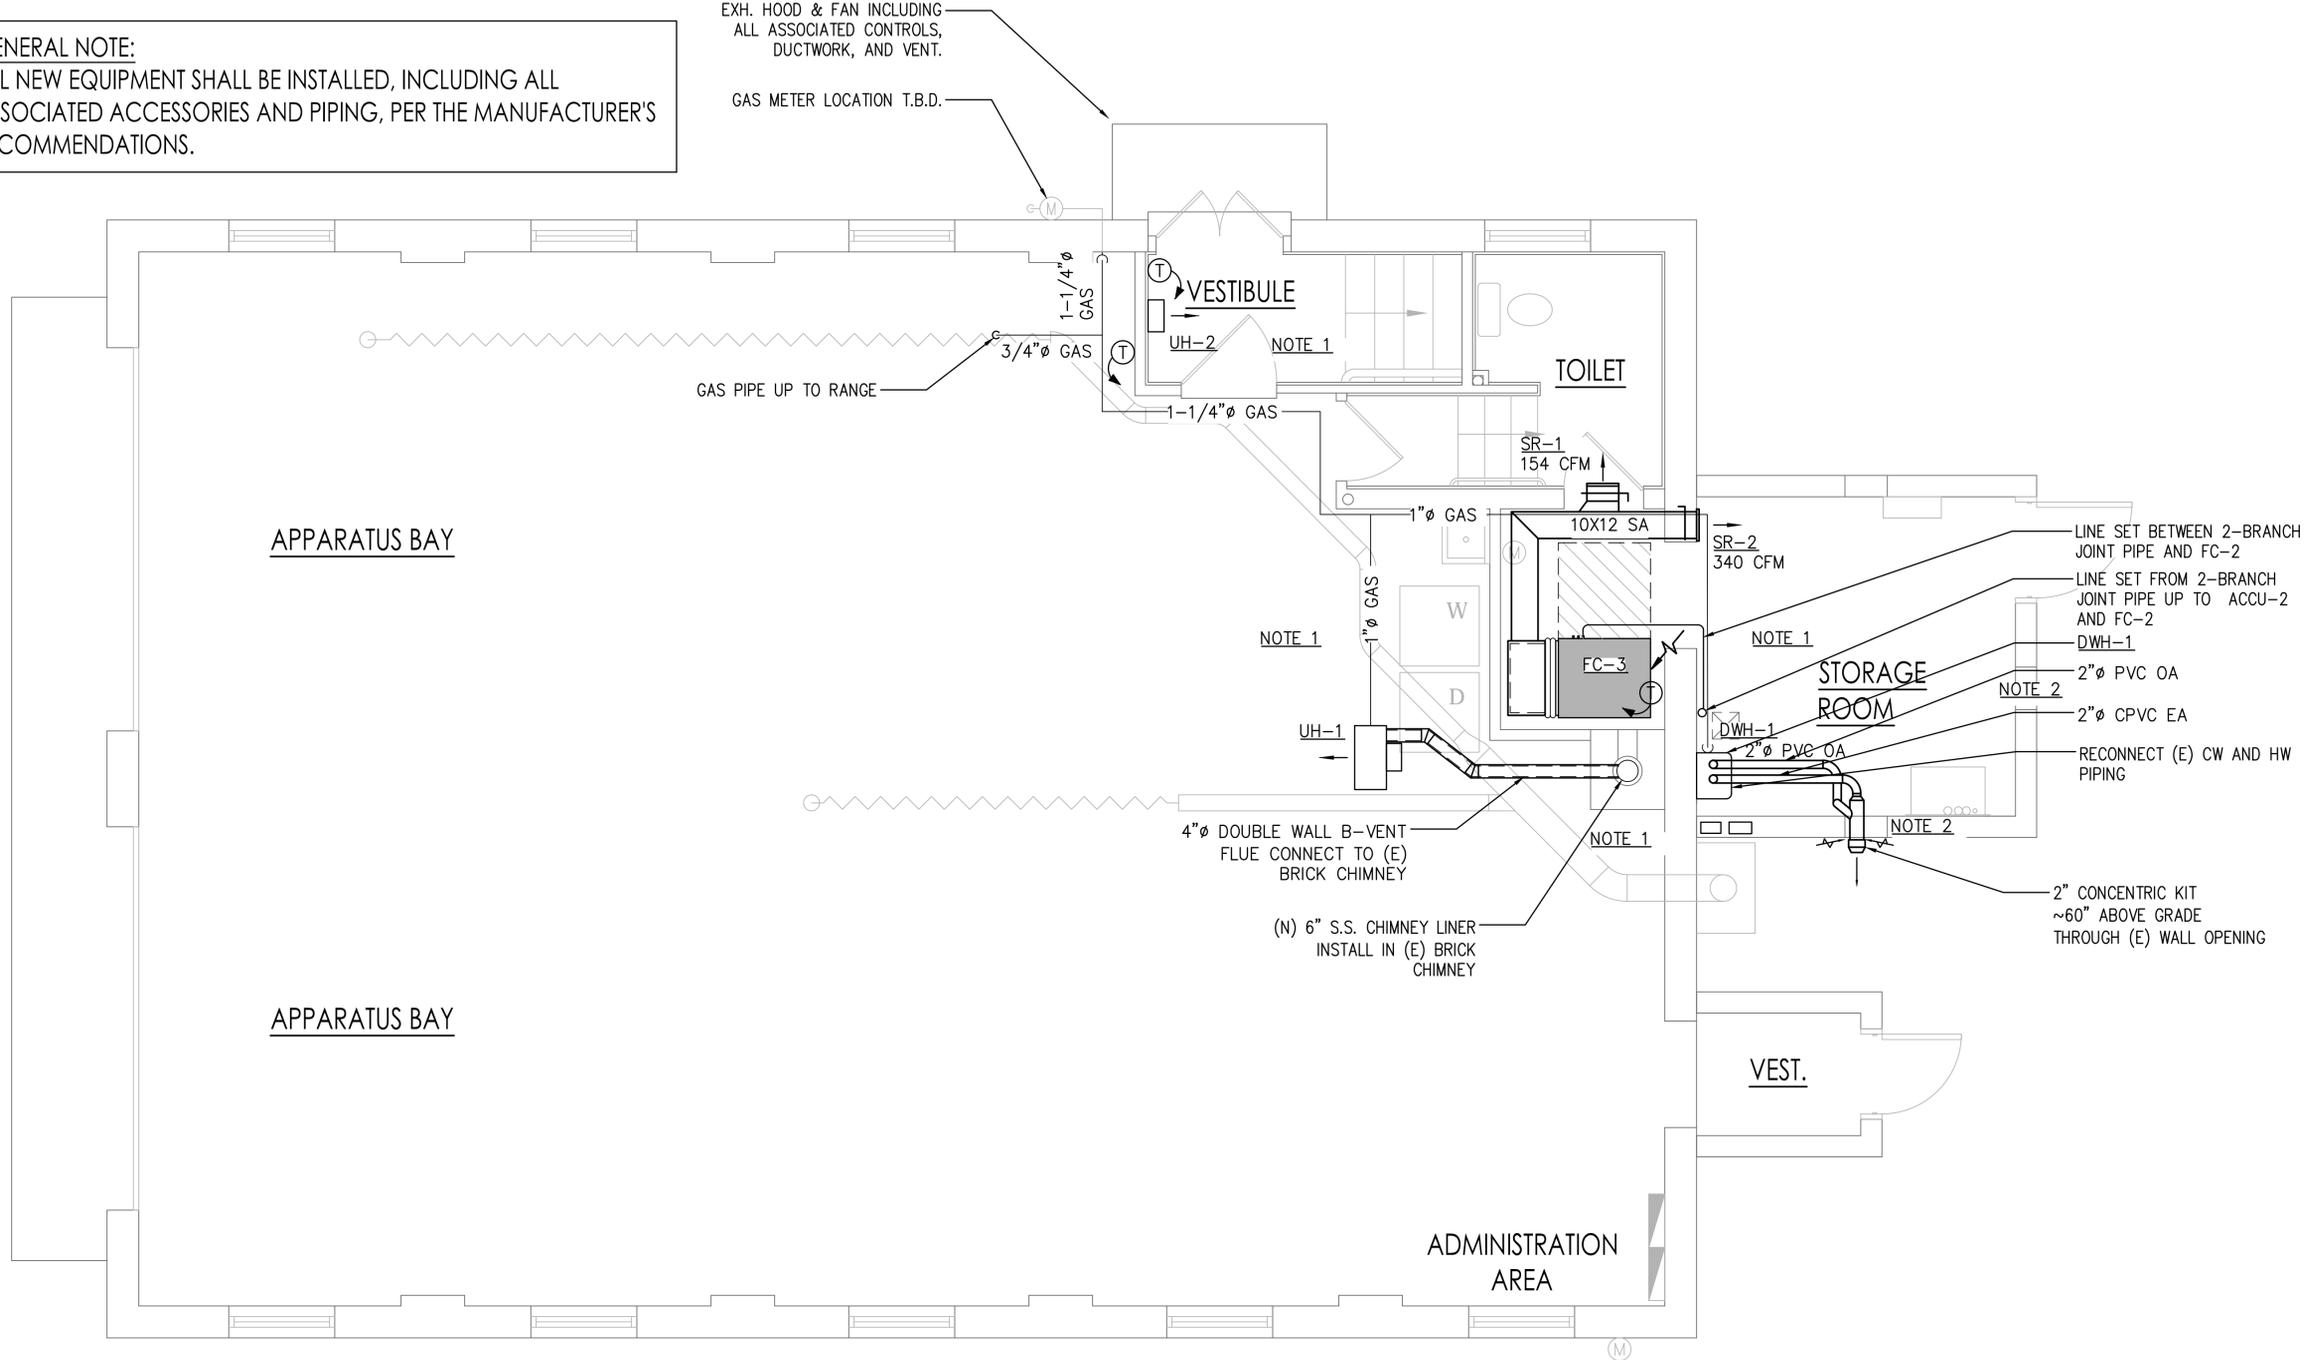 ENERAL NOTE:
L NEW EQUIPMENT SHALL BE INSTALLED, INCLUDING ALL
SSOCIATED ACCESSORIES AND PIPING, PER THE MANUFACTURER'S
COMMENDATIONS.
EXH. HOOD & FAN INCLUDING
ALL ASSOCIATED CONTROLS,
DUCTWORK, AND VENT.
GAS METER LOCATION T.B.D.
M
1-1/4"ø
GAS
T
VESTIBULE
UH-2
NOTE 1
3/4"ø GAS
T
GAS PIPE UP TO RANGE
TOILET
1-1/4"ø GAS
SR-1
154 CFM
1"ø GAS
10X12 SA
M
SR-2
340 CFM
APPARATUS BAY
LINE SET BETWEEN 2-BRANCH
JOINT PIPE AND FC-2
LINE SET FROM 2-BRANCH
JOINT PIPE UP TO ACCU-2
AND FC-2
DWH-1
2"ø PVC OA
2"ø CPVC EA
RECONNECT (E) CW AND HW
PIPING
1"ø GAS
W
D
NOTE 1
FC-3
T
NOTE 1
STORAGE
ROOM
NOTE 2
DWH-1
2"ø PVC OA
UH-1
4"ø DOUBLE WALL B-VENT
FLUE CONNECT TO (E)
BRICK CHIMNEY
NOTE 1
NOTE 2
(N) 6" S.S. CHIMNEY LINER
INSTALL IN (E) BRICK
CHIMNEY
2" CONCENTRIC KIT
~60" ABOVE GRADE
THROUGH (E) WALL OPENING
APPARATUS BAY
VEST.
ADMINISTRATION
AREA
M